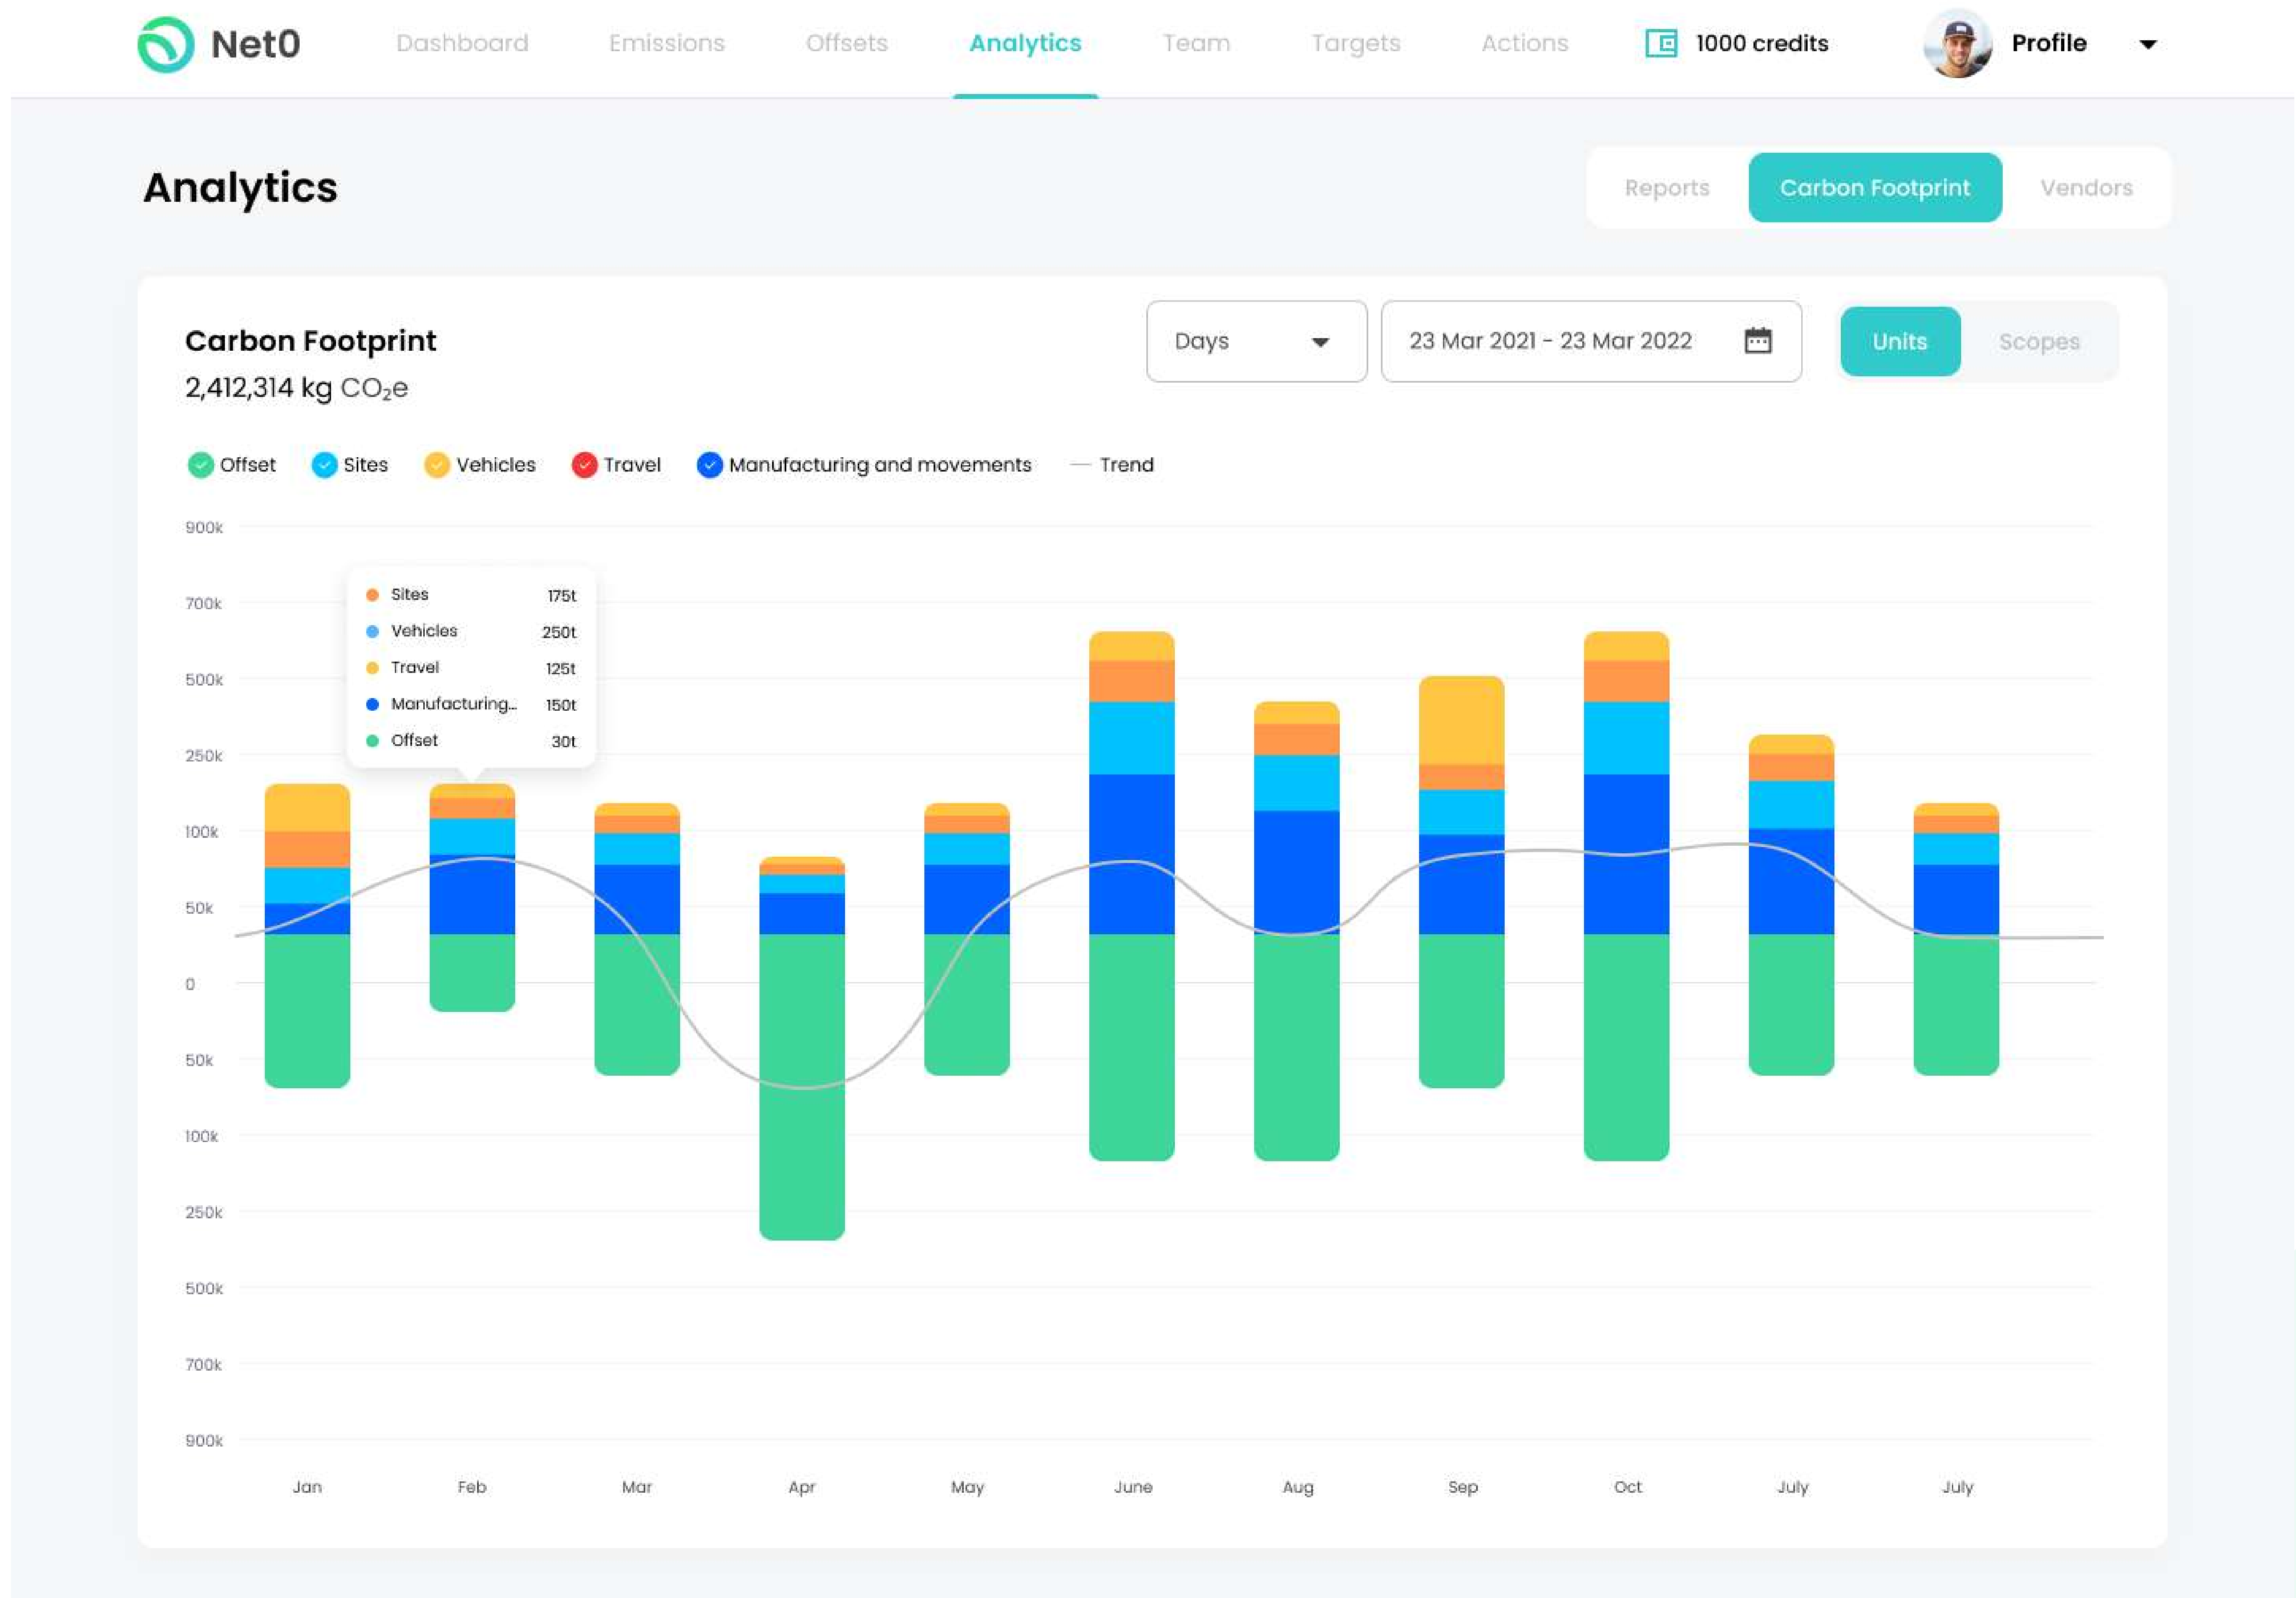 Net0 Dashboard Emissions Offsets Analytics Team Targets Actions 1000 credits Profile
Analytics Reports Carbon Footprint Vendors
Carbon Footprint Days 23 Mar 2021 - 23 Mar 2022 Units Scopes
2,412,314 kg CO₂e
Offset Sites Vehicles Travel Manufacturing and movements Trend
900k
700k
500k
250k
100k
50k
0
50k
100k
250k
500k
700k
900k
Sites 175t
Vehicles 250t
Travel 125t
Manufacturing... 150t
Offset 30t
Jan Feb Mar Apr May June Aug Sep Oct July July